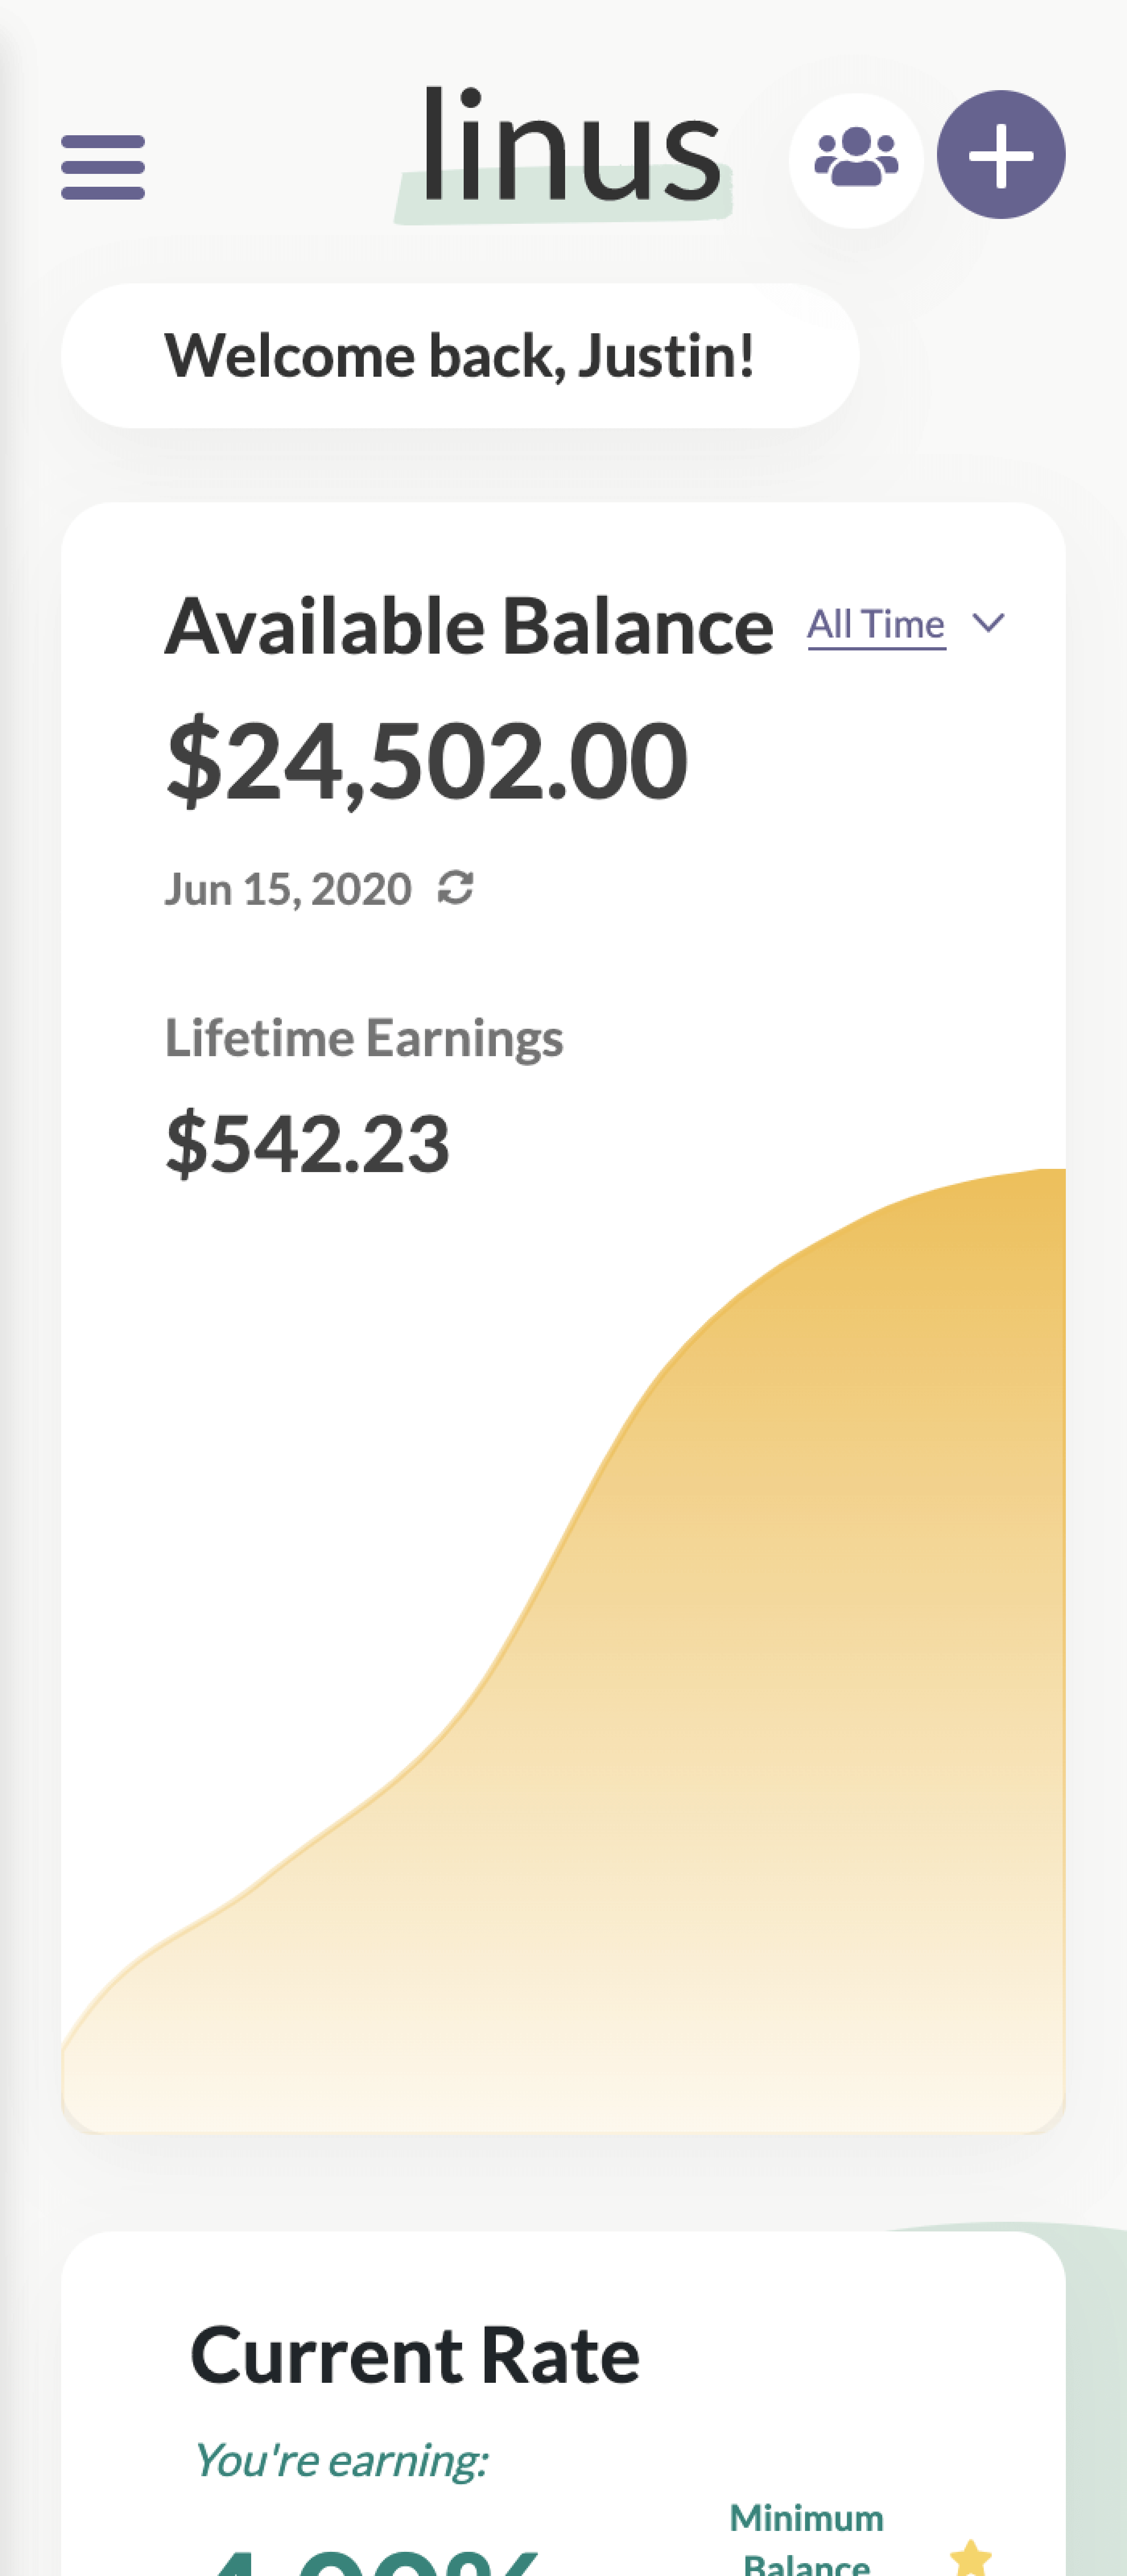 linus
Welcome back, Justin!
Available Balance All Time
$24,502.00
Jun 15, 2020
Lifetime Earnings
$542.23
Current Rate
You're earning:
Minimum
Balance